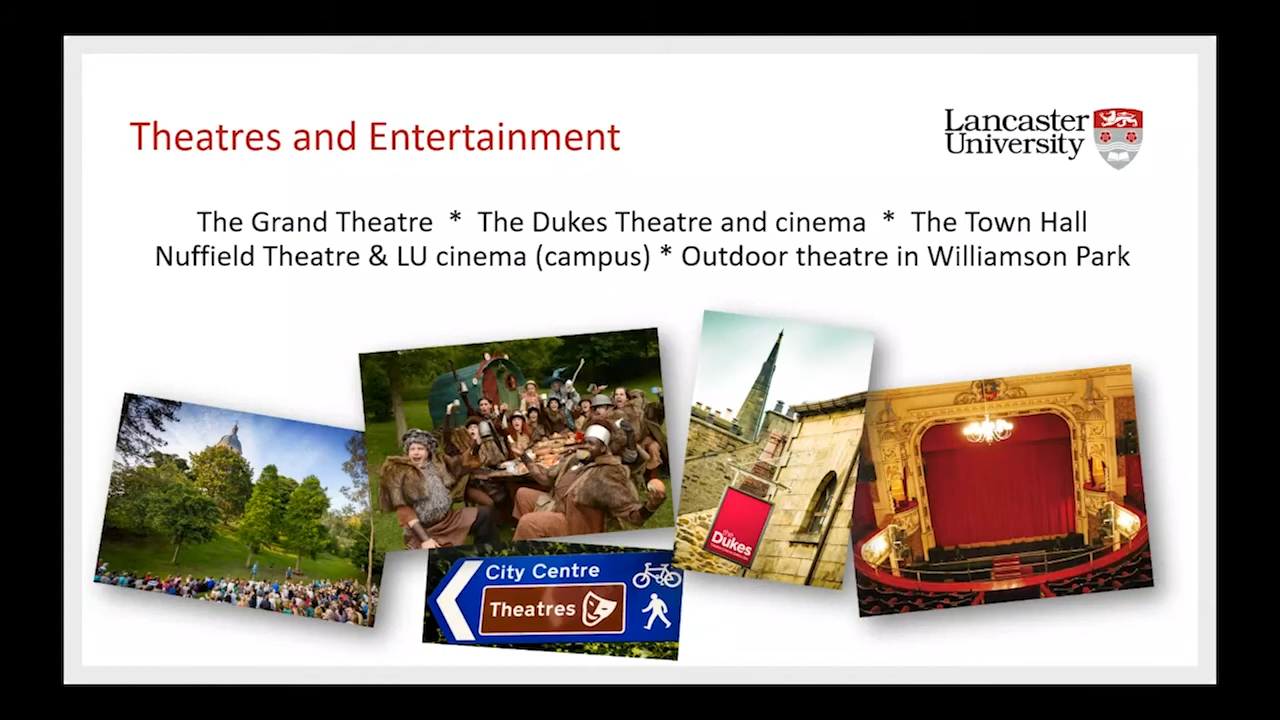 Theatres and Entertainment
Lancaster
University
The Grand Theatre * The Dukes Theatre and cinema * The Town Hall
Nuffield Theatre & LU cinema (campus) * Outdoor theatre in Williamson Park
the
Dukes
City Centre
Theatres